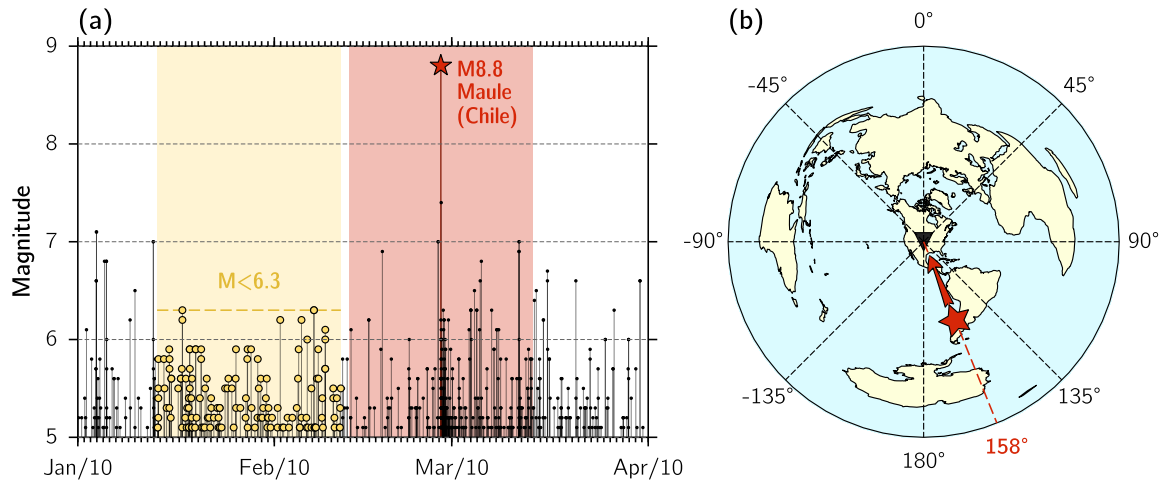 (a)
9
8
7
6
5
Magnitude
M8.8
Maule
(Chile)
M<6.3
Jan/10
Feb/10
Mar/10
Apr/10
(b)
0°
-45°
45°
-90°
90°
-135°
135°
158°
180°